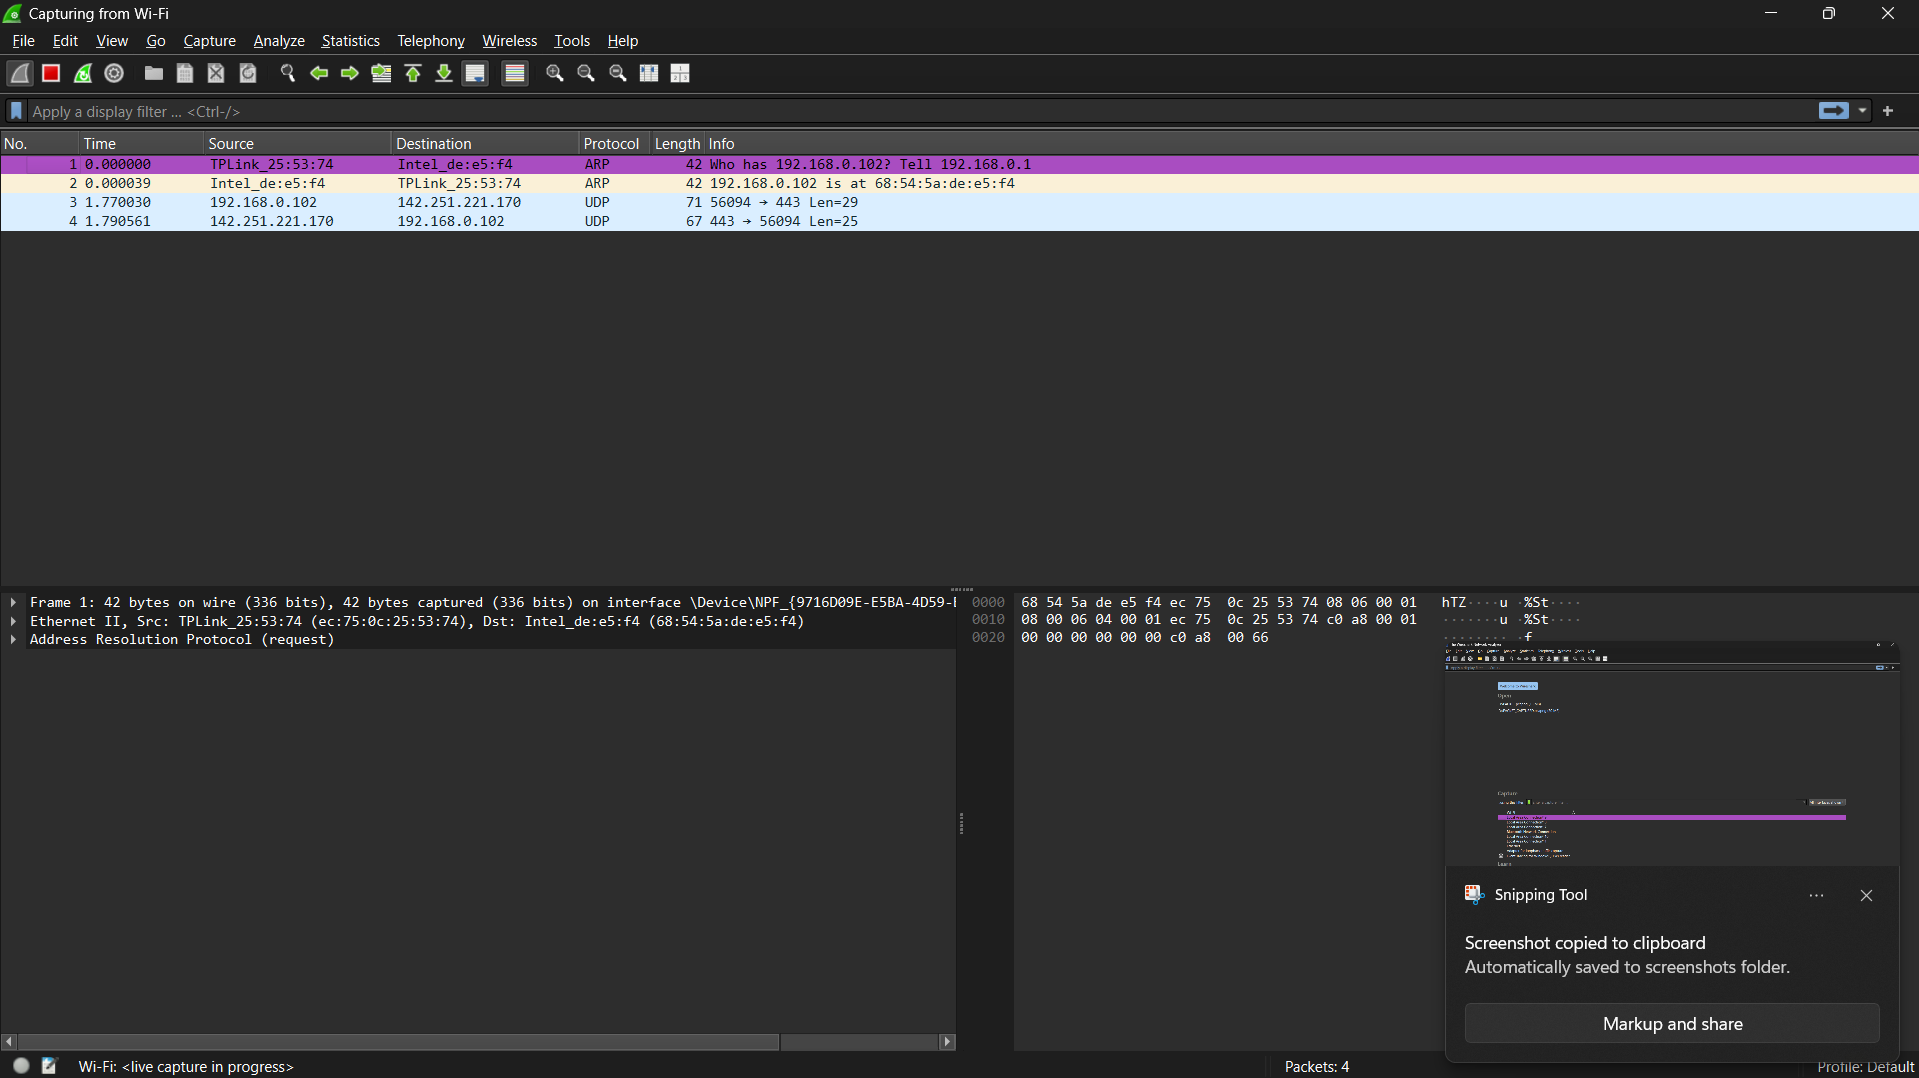 Capturing from Wi-Fi
File Edit View Go Capture Analyze Statistics Telephony Wireless Tools Help
Apply a display filter ... <Ctrl-/>
No. Time Source Destination Protocol Length Info
1 0.000000 TPLink_25:53:74 Intel_de:e5:f4 ARP 42 Who has 192.168.0.102? Tell 192.168.0.1
2 0.000039 Intel_de:e5:f4 TPLink_25:53:74 ARP 42 192.168.0.102 is at 68:54:5a:de:e5:f4
3 1.770030 192.168.0.102 142.251.221.170 UDP 71 56094 → 443 Len=29
4 1.790561 142.251.221.170 192.168.0.102 UDP 67 443 → 56094 Len=25
Frame 1: 42 bytes on wire (336 bits), 42 bytes captured (336 bits) on interface \Device\NPF_{9716D09E-E5BA-4D59-
Ethernet II, Src: TPLink_25:53:74 (ec:75:0c:25:53:74), Dst: Intel_de:e5:f4 (68:54:5a:de:e5:f4)
Address Resolution Protocol (request)
0000 68 54 5a de e5 f4 ec 75 0c 25 53 74 08 06 00 01 hTZ····u ·%St····
0010 08 00 06 04 00 01 ec 75 0c 25 53 74 c0 a8 00 01 ·······u ·%St····
0020 00 00 00 00 00 00 c0 a8 00 66 ········ ·f
Open
Capture
Learn
Snipping Tool
Screenshot copied to clipboard
Automatically saved to screenshots folder.
Markup and share
Wi-Fi: <live capture in progress>
Packets: 4
Profile: Default